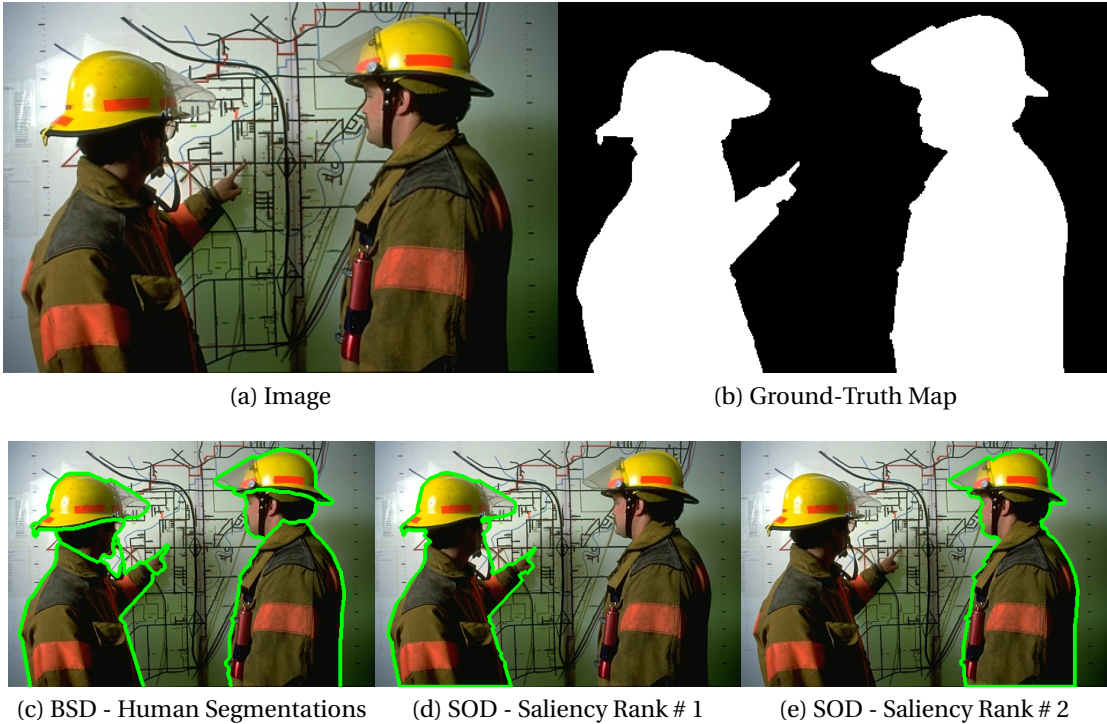 (a) Image
(b) Ground-Truth Map
(c) BSD - Human Segmentations
(d) SOD - Saliency Rank # 1
(e) SOD - Saliency Rank # 2